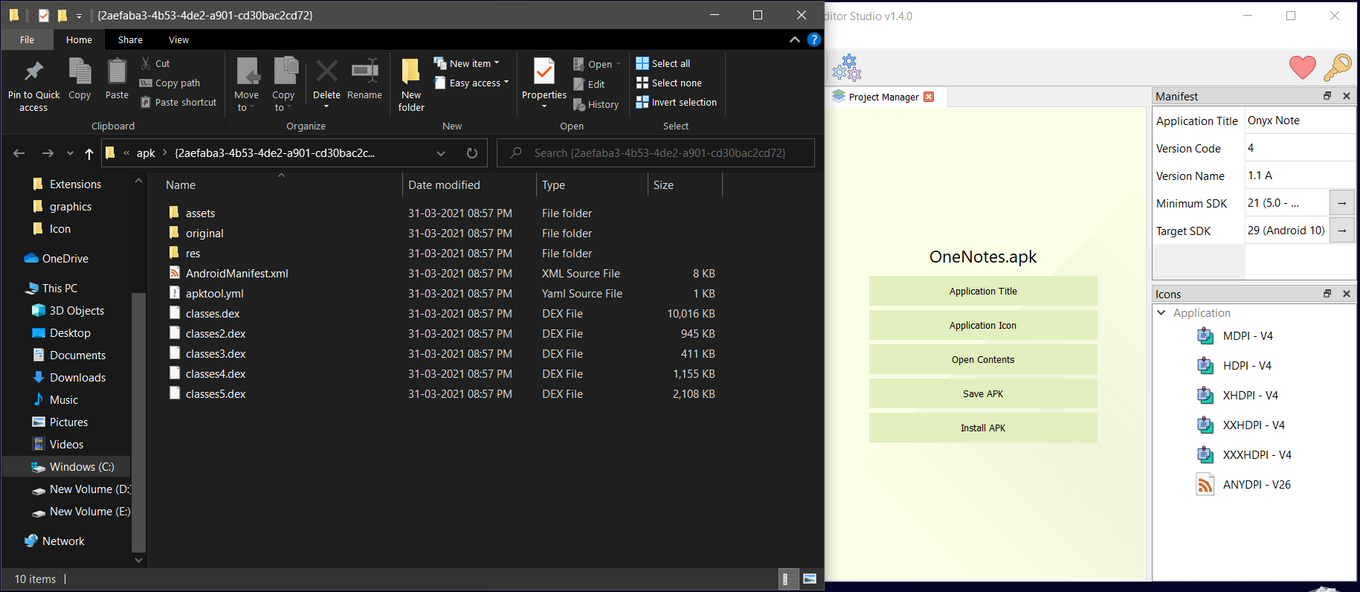 {2aefaba3-4b53-4de2-a901-cd30bac2cd72}
File Home Share View
Pin to Quick access
Copy
Paste
Cut
Copy path
Paste shortcut
Clipboard
Move to
Copy to
Delete
Rename
Organize
New folder
New item
Easy access
New
Properties
Open
Edit
History
Open
Select all
Select none
Invert selection
Select
« apk > {2aefaba3-4b53-4de2-a901-cd30bac2c...
Search {2aefaba3-4b53-4de2-a901-cd30bac2cd72}
Extensions
graphics
Icon
OneDrive
This PC
3D Objects
Desktop
Documents
Downloads
Music
Pictures
Videos
Windows (C:)
New Volume (D:)
New Volume (E:)
Network
Name Date modified Type Size
assets 31-03-2021 08:57 PM File folder
original 31-03-2021 08:57 PM File folder
res 31-03-2021 08:57 PM File folder
AndroidManifest.xml 31-03-2021 08:57 PM XML Source File 8 KB
apktool.yml 31-03-2021 08:57 PM Yaml Source File 1 KB
classes.dex 31-03-2021 08:57 PM DEX File 10,016 KB
classes2.dex 31-03-2021 08:57 PM DEX File 945 KB
classes3.dex 31-03-2021 08:57 PM DEX File 411 KB
classes4.dex 31-03-2021 08:57 PM DEX File 1,155 KB
classes5.dex 31-03-2021 08:57 PM DEX File 2,108 KB
10 items
ditor Studio v1.4.0
Project Manager
OneNotes.apk
Application Title
Application Icon
Open Contents
Save APK
Install APK
Manifest
Application Title Onyx Note
Version Code 4
Version Name 1.1 A
Minimum SDK 21 (5.0 - ... →
Target SDK 29 (Android 10) →
Icons
Application
MDPI - V4
HDPI - V4
XHDPI - V4
XXHDPI - V4
XXXHDPI - V4
ANYDPI - V26